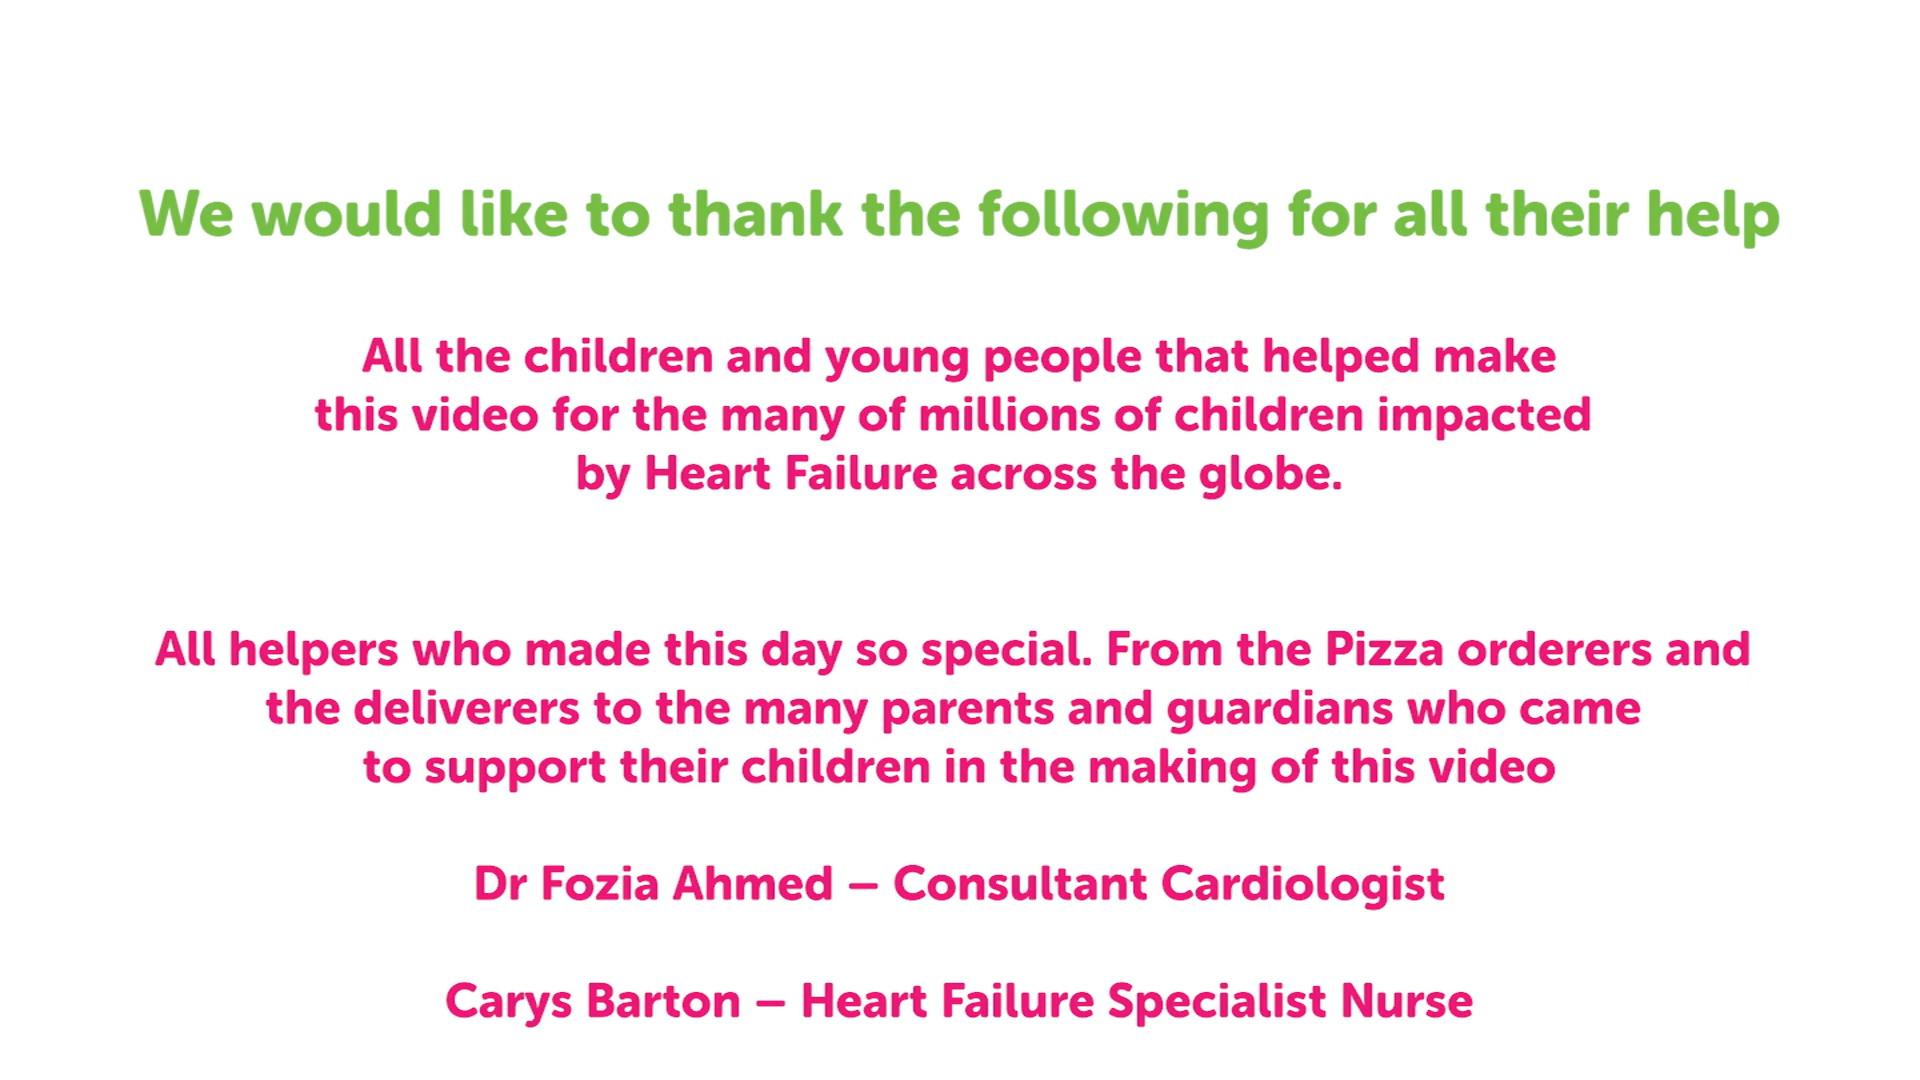 We would like to thank the following for all their help
All the children and young people that helped make
this video for the many of millions of children impacted
by Heart Failure across the globe.
All helpers who made this day so special. From the Pizza orderers and
the deliverers to the many parents and guardians who came
to support their children in the making of this video
Dr Fozia Ahmed – Consultant Cardiologist
Carys Barton – Heart Failure Specialist Nurse